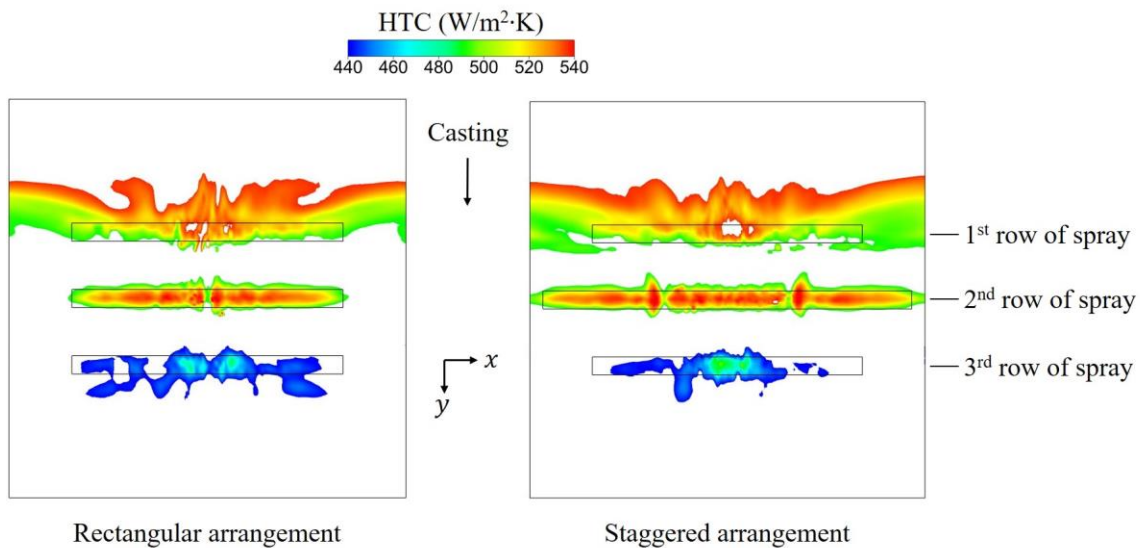 HTC (W/m²·K)
440 460 480 500 520 540
Casting
1st row of spray
2nd row of spray
x
3rd row of spray
y
Rectangular arrangement
Staggered arrangement